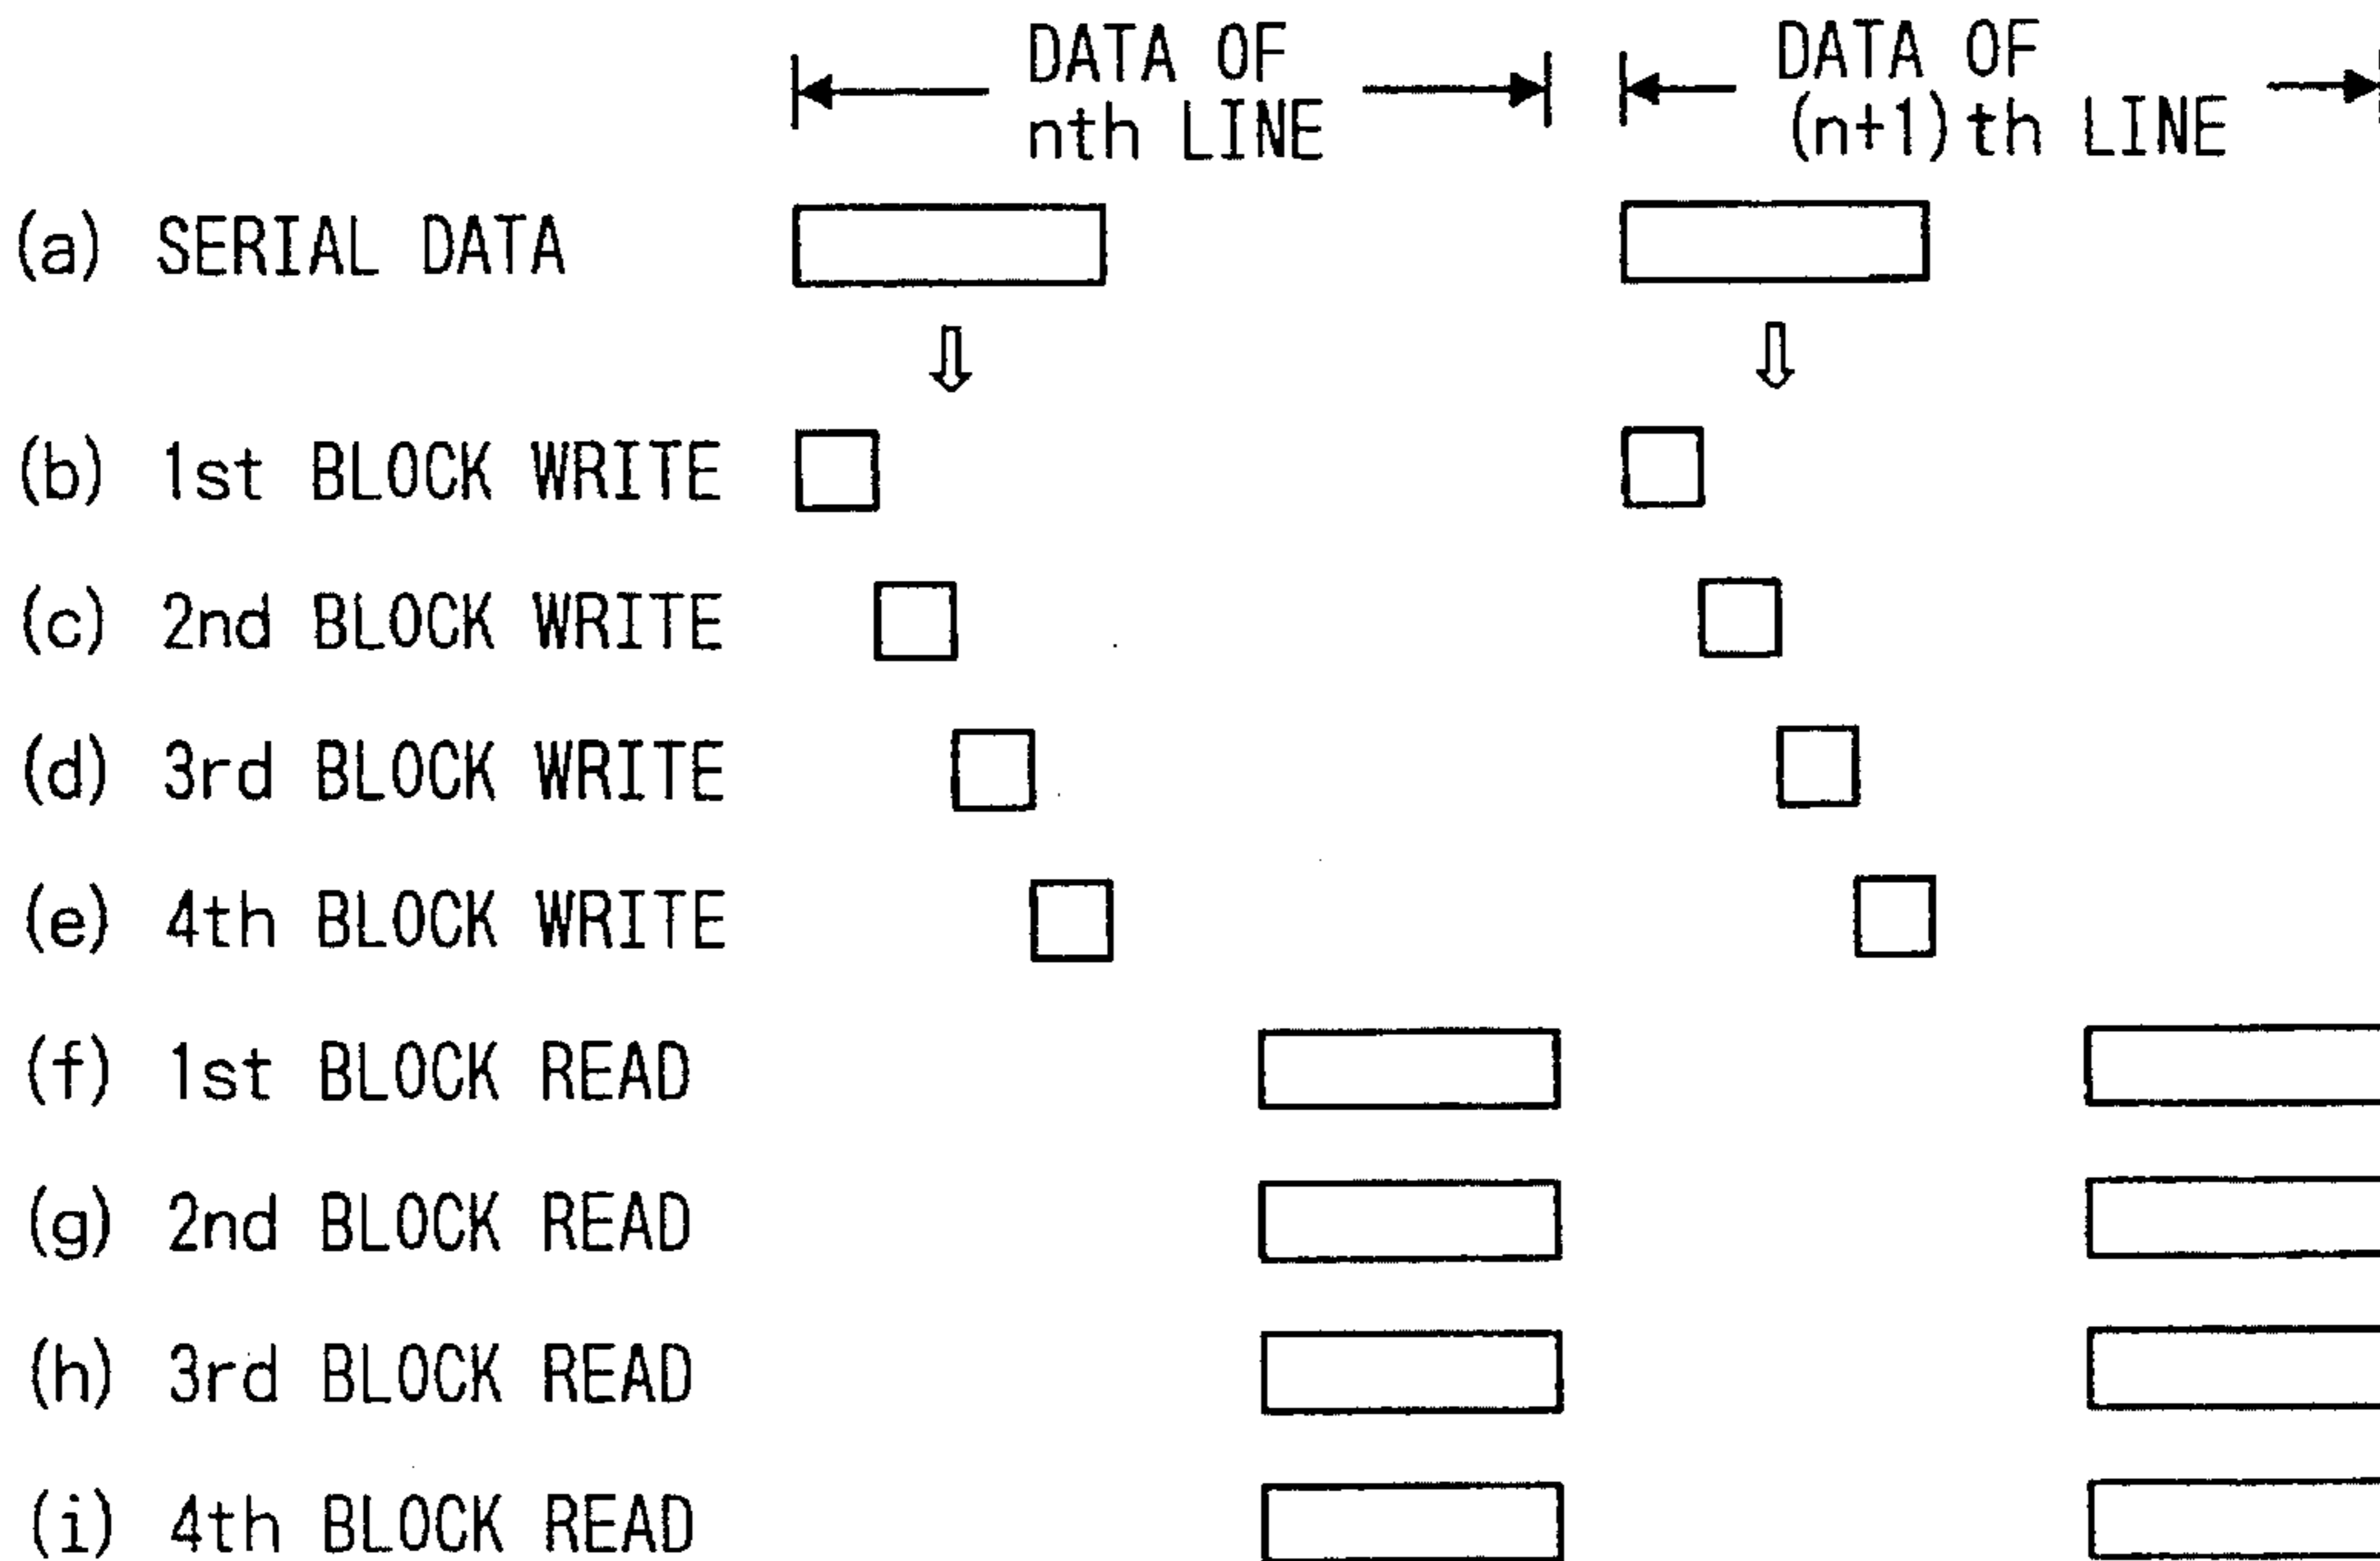 DATA OF
nth LINE
DATA OF
(n+1)th LINE
(a) SERIAL DATA
(b) 1st BLOCK WRITE
(c) 2nd BLOCK WRITE
(d) 3rd BLOCK WRITE
(e) 4th BLOCK WRITE
(f) 1st BLOCK READ
(g) 2nd BLOCK READ
(h) 3rd BLOCK READ
(i) 4th BLOCK READ